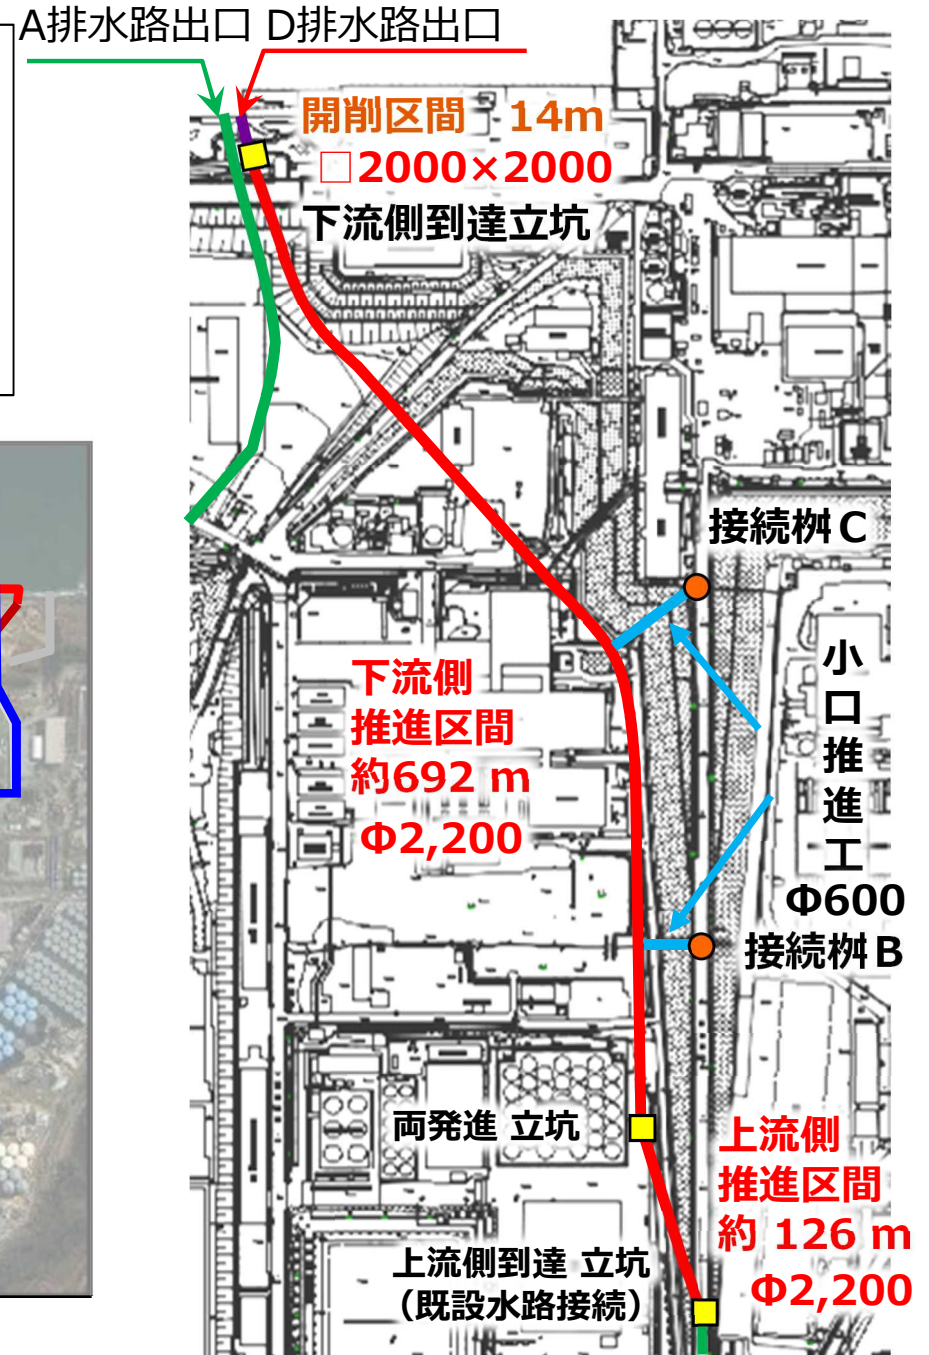 A排水路出口 D排水路出口
開削区間 14m
□2000×2000
下流側到達立坑
接続桝C
小口推進工
Φ600
下流側
推進区間
約692 m
Φ2,200
接続桝B
両発進 立坑
上流側
推進区間
約 126 m
Φ2,200
上流側到達 立坑
（既設水路接続）